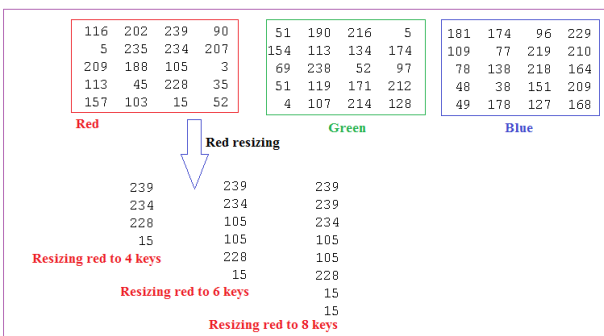 116 202 239 90
5 235 234 207
209 188 105 3
113 45 228 35
157 103 15 52
Red
51 190 216 5
154 113 134 174
69 238 52 97
51 119 171 212
4 107 214 128
Green
181 174 96 229
109 77 219 210
78 138 218 164
48 38 151 209
49 178 127 168
Blue
Red resizing
239
234
228
15
Resizing red to 4 keys
239
234
105
105
228
15
Resizing red to 6 keys
239
239
234
105
105
228
15
15
Resizing red to 8 keys